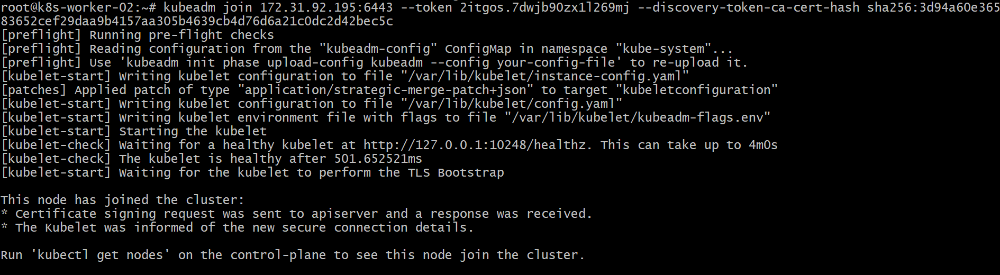 root@k8s-worker-02:~# kubeadm join 172.31.92.195:6443 --token 2itgos.7dwjb90zx1l269mj --discovery-token-ca-cert-hash sha256:3d94a60e365
83652cef29daa9b4157aa305b4639cb4d76d6a21c0dc2d42bec5c
[preflight] Running pre-flight checks
[preflight] Reading configuration from the "kubeadm-config" ConfigMap in namespace "kube-system"...
[preflight] Use 'kubeadm init phase upload-config kubeadm --config your-config-file' to re-upload it.
[kubelet-start] Writing kubelet configuration to file "/var/lib/kubelet/instance-config.yaml"
[patches] Applied patch of type "application/strategic-merge-patch+json" to target "kubeletconfiguration"
[kubelet-start] Writing kubelet configuration to file "/var/lib/kubelet/config.yaml"
[kubelet-start] Writing kubelet environment file with flags to file "/var/lib/kubelet/kubeadm-flags.env"
[kubelet-start] Starting the kubelet
[kubelet-check] Waiting for a healthy kubelet at http://127.0.0.1:10248/healthz. This can take up to 4m0s
[kubelet-check] The kubelet is healthy after 501.652521ms
[kubelet-start] Waiting for the kubelet to perform the TLS Bootstrap
This node has joined the cluster:
* Certificate signing request was sent to apiserver and a response was received.
* The Kubelet was informed of the new secure connection details.
Run 'kubectl get nodes' on the control-plane to see this node join the cluster.